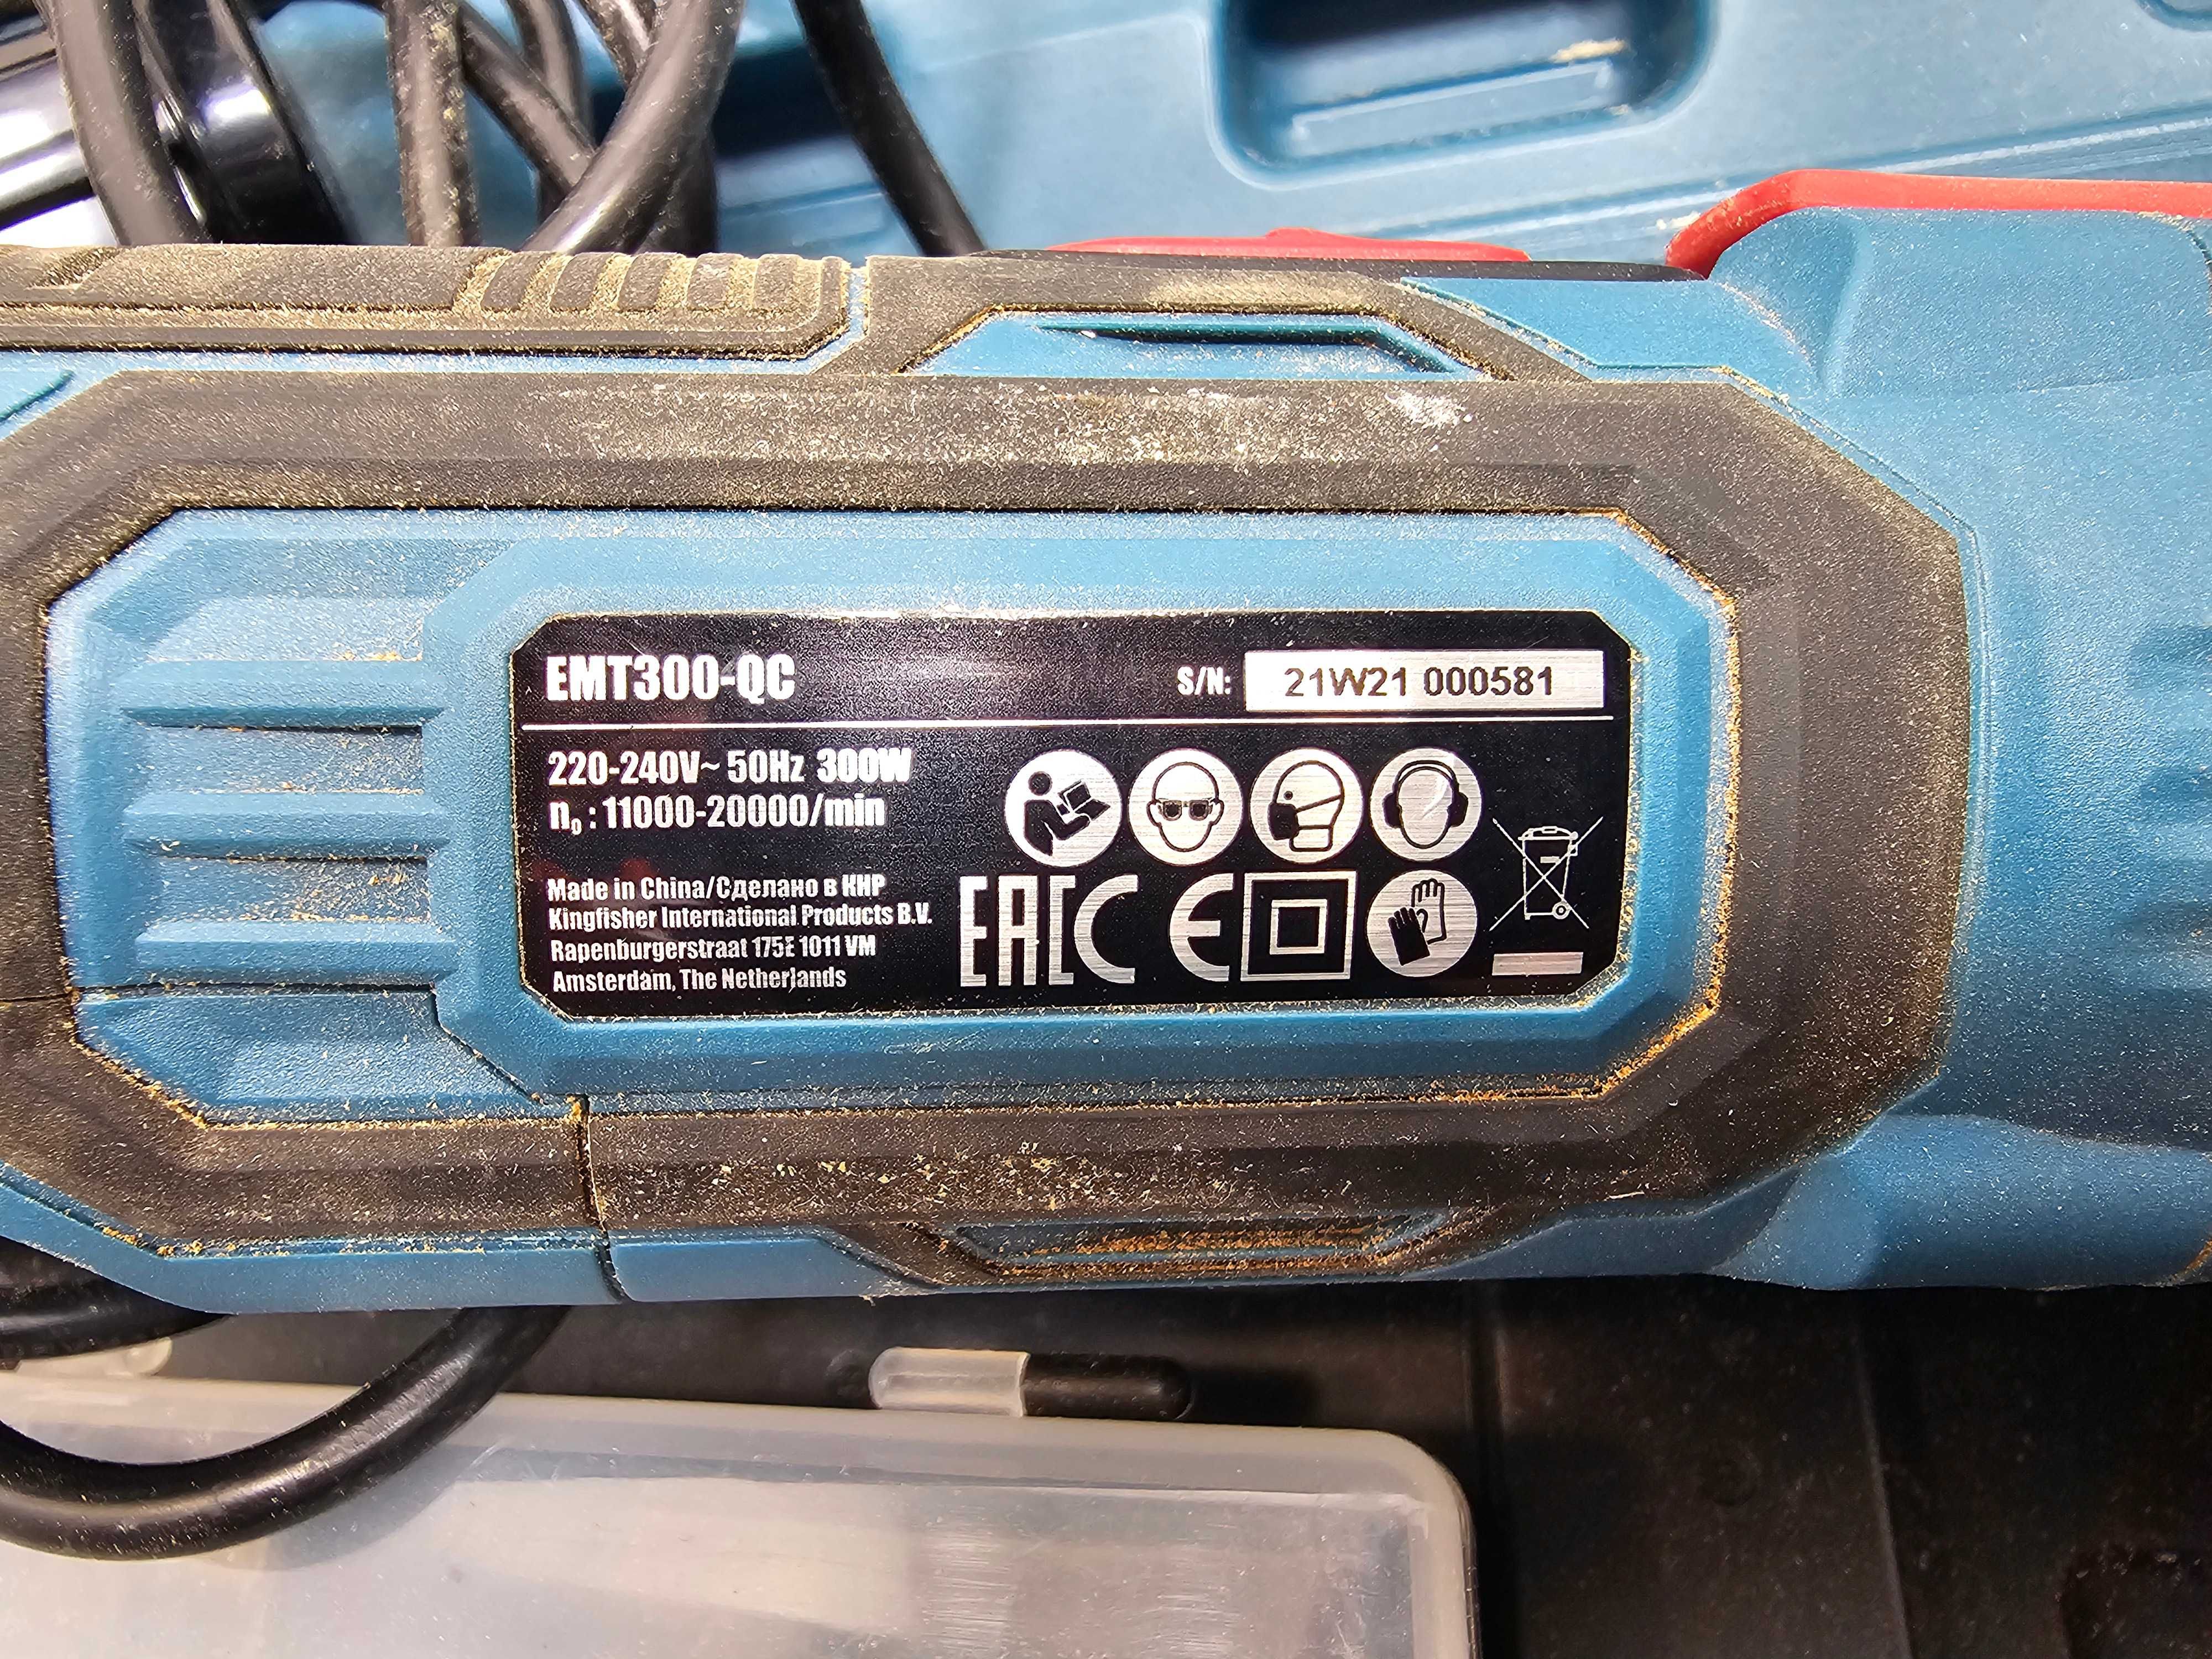 EMT300-QC
S/N: 21W21 000581
220-240V~ 50Hz 300W
n₀ : 11000-20000/min
Made in China/Сделано в КНР
Kingfisher International Products B.V.
Rapenburgerstraat 175E 1011 VM
Amsterdam, The Netherlands
EAC CE